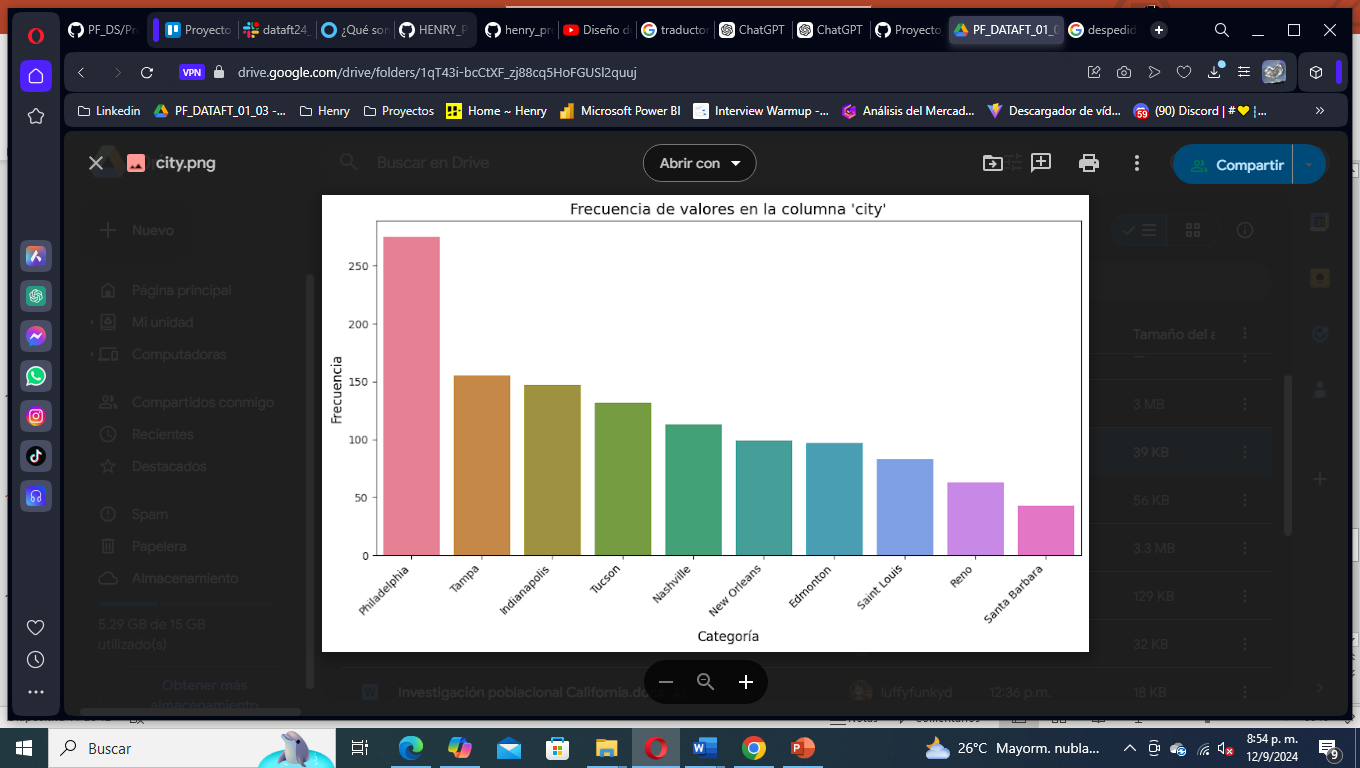 PF_DS/Pr
Proyecto
dataft24_
¿Qué son
HENRY_P
henry_pro
Diseño de
traductor
ChatGPT
ChatGPT
Proyecto
PF_DATAFT_01_0
despedid
VPN
drive.google.com/drive/folders/1qT43i-bcCtXF_zj88cq5HoFGUSl2quuj
Linkedin
PF_DATAFT_01_03 -...
Henry
Proyectos
Home ~ Henry
Microsoft Power BI
Interview Warmup -...
Análisis del Mercad...
Descargador de víd...
59
(90) Discord | #💛 ¦...
»
city.png
Buscar en Drive
Abrir con
Compartir
Nuevo
Página principal
Mi unidad
Computadoras
Compartidos conmigo
Recientes
Destacados
Spam
Papelera
Almacenamiento
5.29 GB de 15 GB
utilizado(s)
Obtener más
almacenamiento
Frecuencia de valores en la columna 'city'
Frecuencia
250
200
150
100
50
0
Philadelphia
Tampa
Indianapolis
Tucson
Nashville
New Orleans
Edmonton
Saint Louis
Reno
Santa Barbara
Categoría
Tamaño del a
3 MB
39 KB
56 KB
3.3 MB
129 KB
32 KB
Investigación poblacional California.docx
luffyfunkyd
12:36 p.m.
18 KB
Buscar
26°C Mayorm. nubla...
8:54 p. m.
12/9/2024
9